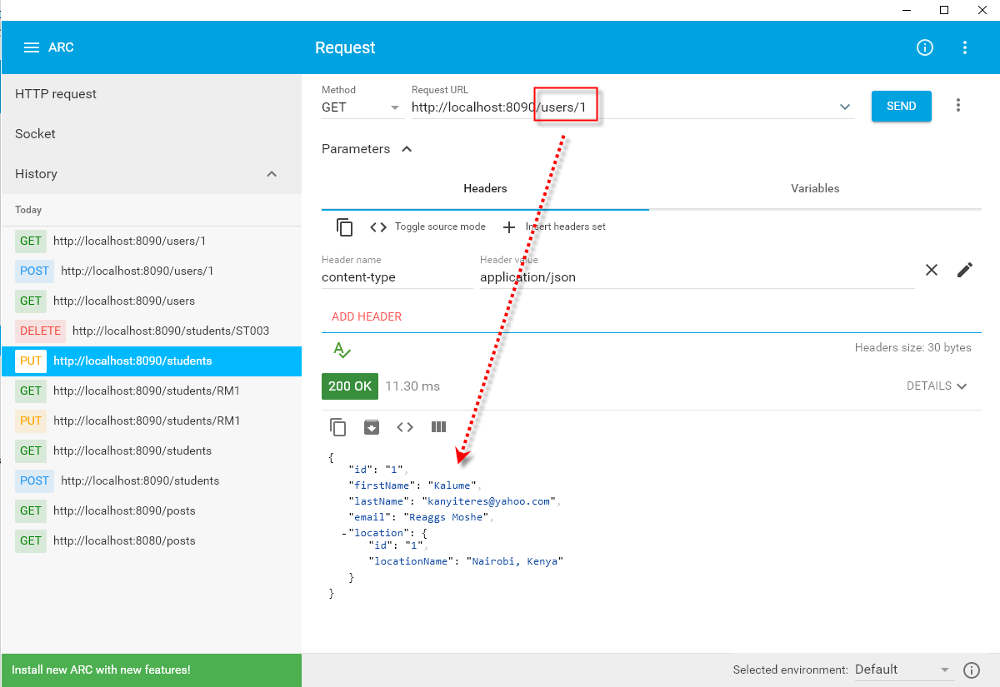 ARC
Request
HTTP request
Socket
History
Today
GET http://localhost:8090/users/1
POST http://localhost:8090/users/1
GET http://localhost:8090/users
DELETE http://localhost:8090/students/ST003
PUT http://localhost:8090/students
GET http://localhost:8090/students/RM1
PUT http://localhost:8090/students/RM1
GET http://localhost:8090/students
POST http://localhost:8090/students
GET http://localhost:8090/posts
GET http://localhost:8080/posts
Install new ARC with new features!
Method Request URL
GET http://localhost:8090/users/1 SEND
Parameters
Headers Variables
Toggle source mode Insert headers set
Header name Header value
content-type application/json
ADD HEADER
Headers size: 30 bytes
200 OK 11.30 ms DETAILS
{
"id": "1",
"firstName": "Kalume",
"lastName": "kanyiteres@yahoo.com",
"email": "Reaggs Moshe",
-"location": {
"id": "1",
"locationName": "Nairobi, Kenya"
}
}
Selected environment: Default